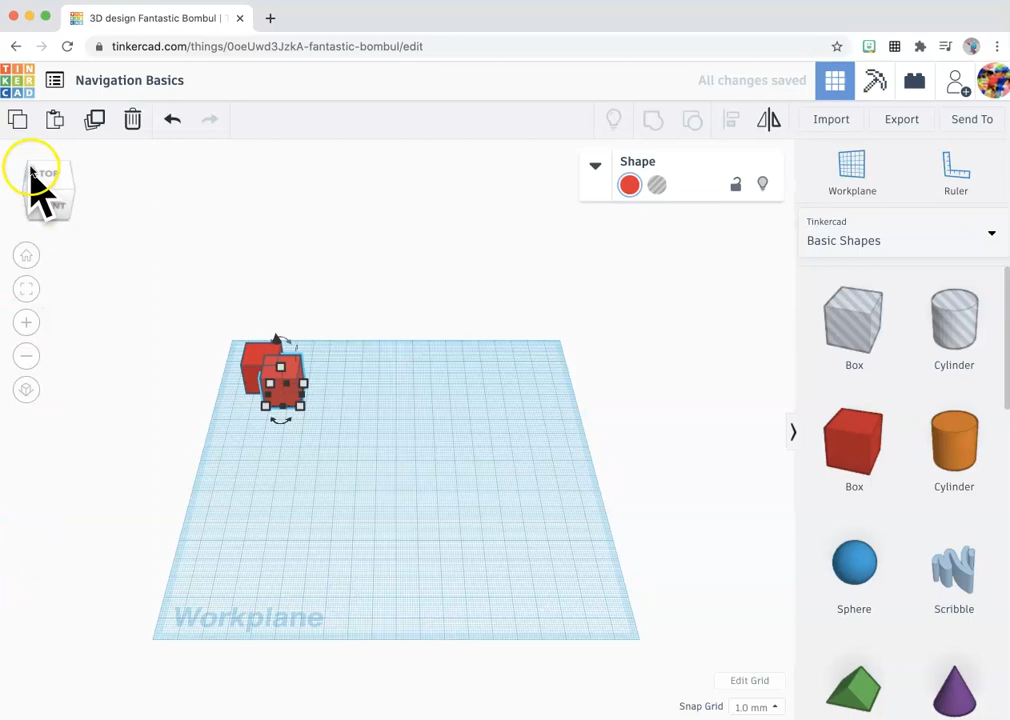 3D design Fantastic Bombul | T
tinkercad.com/things/0oeUwd3JzkA-fantastic-bombul/edit
TIN
KER
CAD
Navigation Basics
All changes saved
Import
Export
Send To
TOP
Shape
Workplane
Ruler
Tinkercad
Basic Shapes
Box
Cylinder
Box
Cylinder
Sphere
Scribble
Workplane
Edit Grid
Snap Grid
1.0 mm